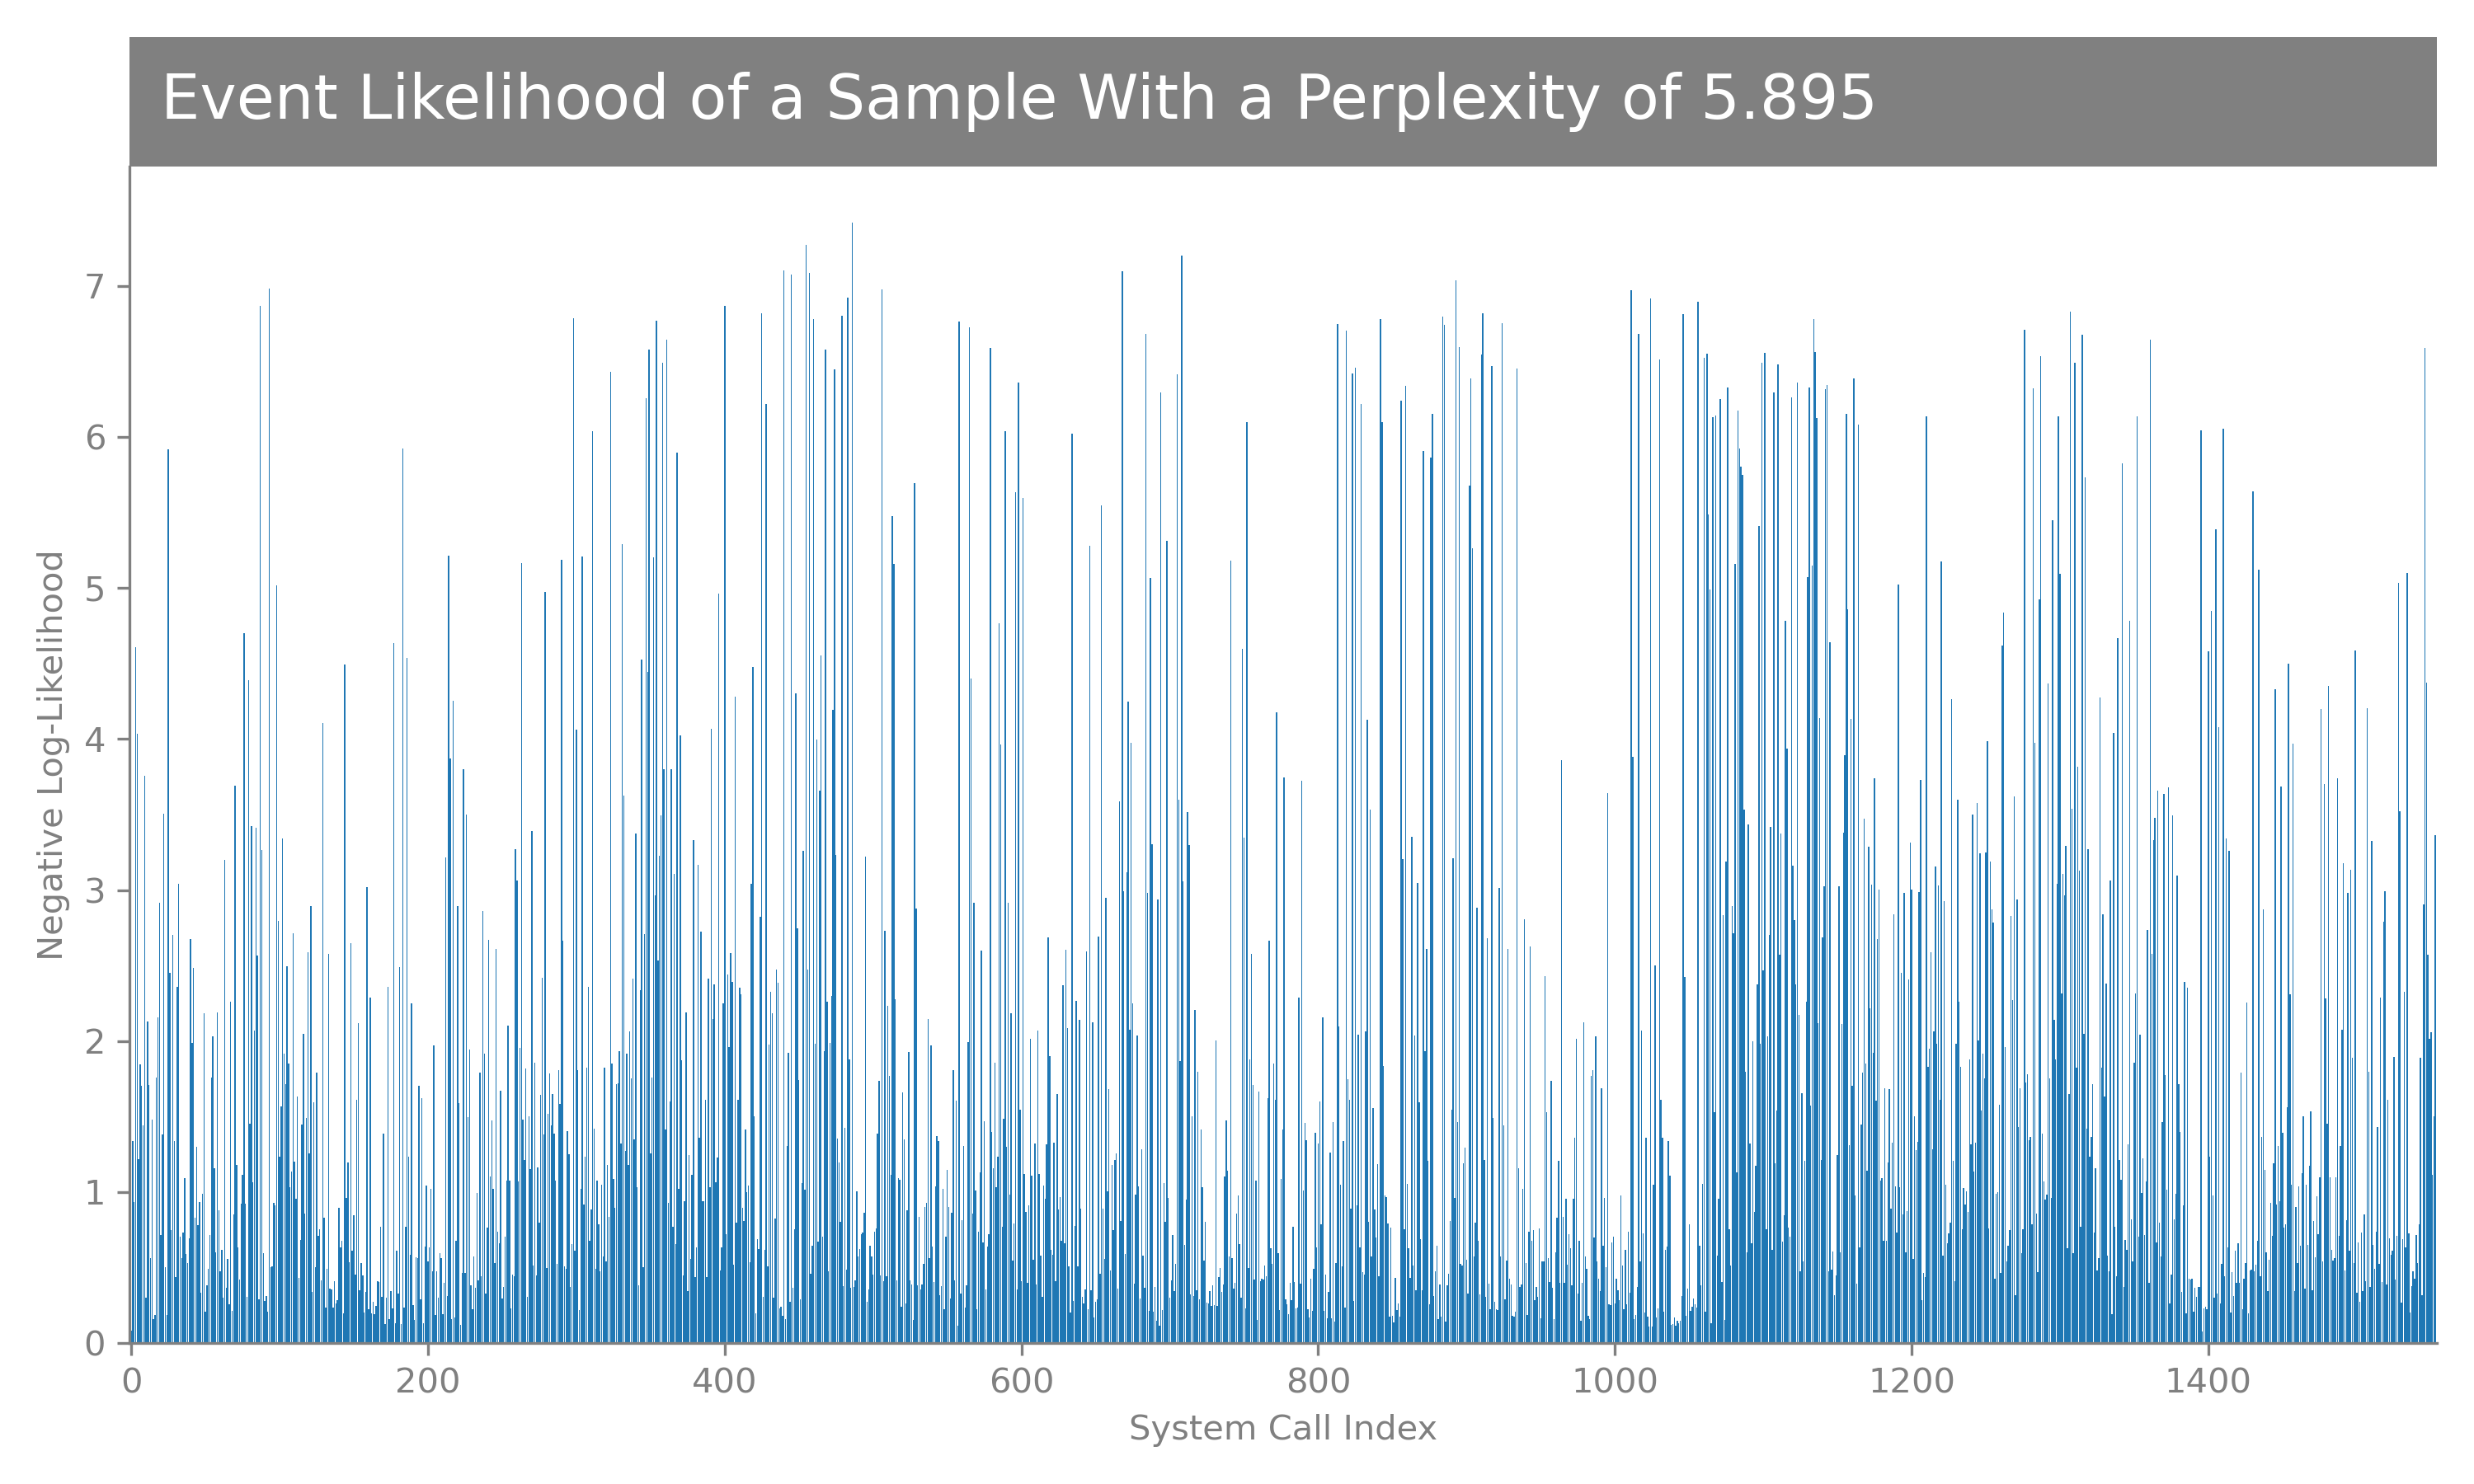 Event Likelihood of a Sample With a Perplexity of 5.895
Negative Log-Likelihood
7
6
5
4
3
2
1
0
0 200 400 600 800 1000 1200 1400
System Call Index